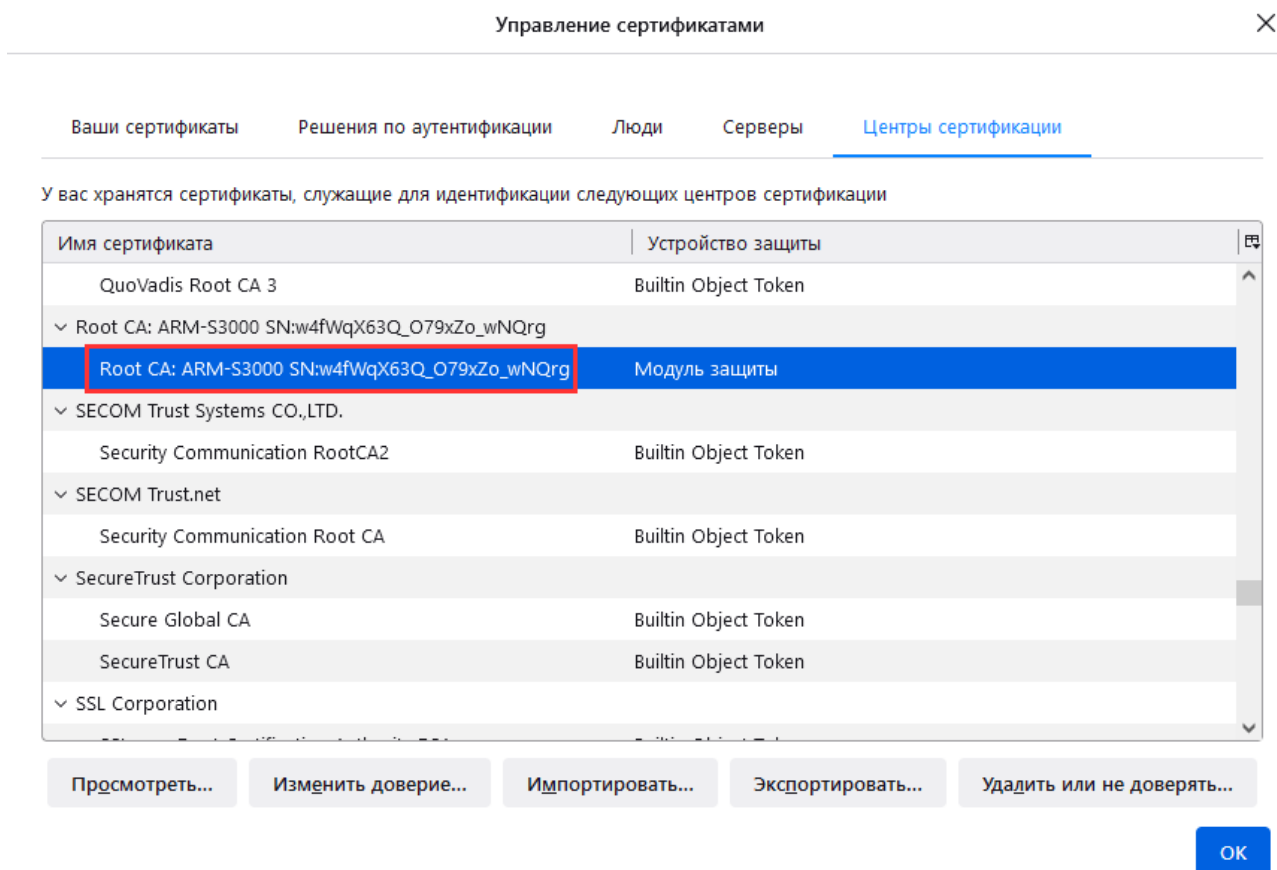 Управление сертификатами
Ваши сертификаты Решения по аутентификации Люди Серверы Центры сертификации
У вас хранятся сертификаты, служащие для идентификации следующих центров сертификации
Имя сертификата Устройство защиты
QuoVadis Root CA 3 Builtin Object Token
Root CA: ARM-S3000 SN:w4fWqX63Q_O79xZo_wNQrg
Root CA: ARM-S3000 SN:w4fWqX63Q_O79xZo_wNQrg Модуль защиты
SECOM Trust Systems CO.,LTD.
Security Communication RootCA2 Builtin Object Token
SECOM Trust.net
Security Communication Root CA Builtin Object Token
SecureTrust Corporation
Secure Global CA Builtin Object Token
SecureTrust CA Builtin Object Token
SSL Corporation
Просмотреть... Изменить доверие... Импортировать... Экспортировать... Удалить или не доверять...
ОК